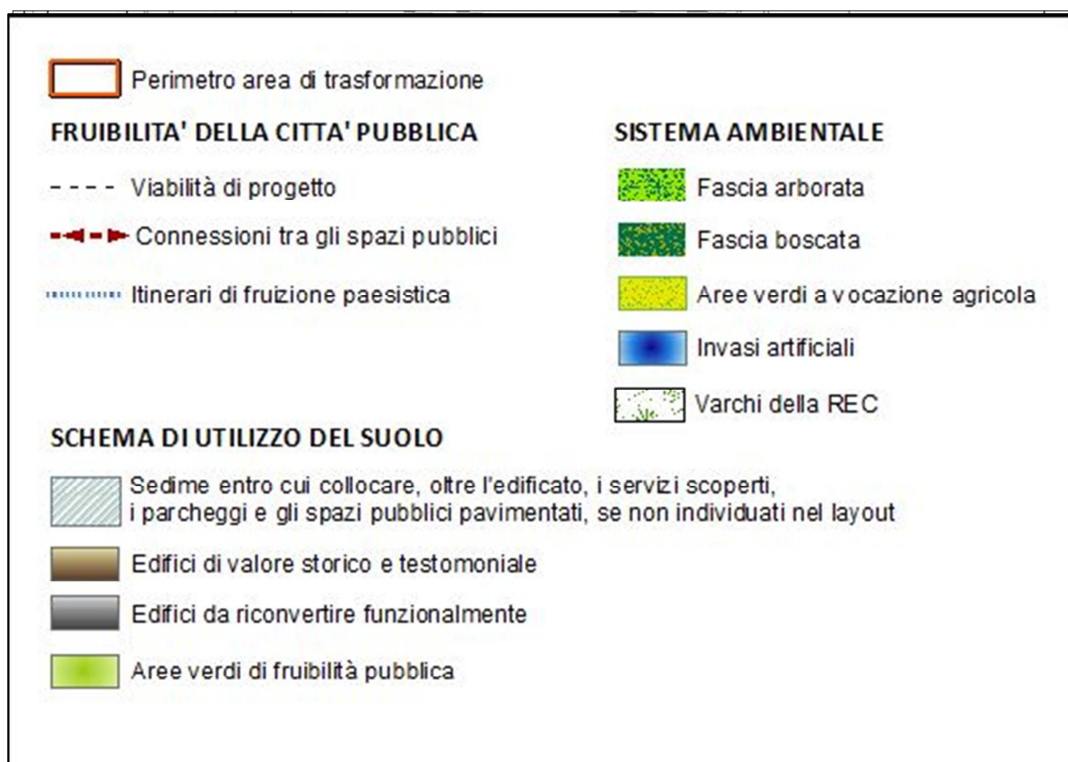 Perimetro area di trasformazione
FRUIBILITA' DELLA CITTA' PUBBLICA
Viabilità di progetto
Connessioni tra gli spazi pubblici
Itinerari di fruizione paesistica
SISTEMA AMBIENTALE
Fascia arborata
Fascia boscata
Aree verdi a vocazione agricola
Invasi artificiali
Varchi della REC
SCHEMA DI UTILIZZO DEL SUOLO
Sedime entro cui collocare, oltre l'edificato, i servizi scoperti,
i parcheggi e gli spazi pubblici pavimentati, se non individuati nel layout
Edifici di valore storico e testomoniale
Edifici da riconvertire funzionalmente
Aree verdi di fruibilità pubblica